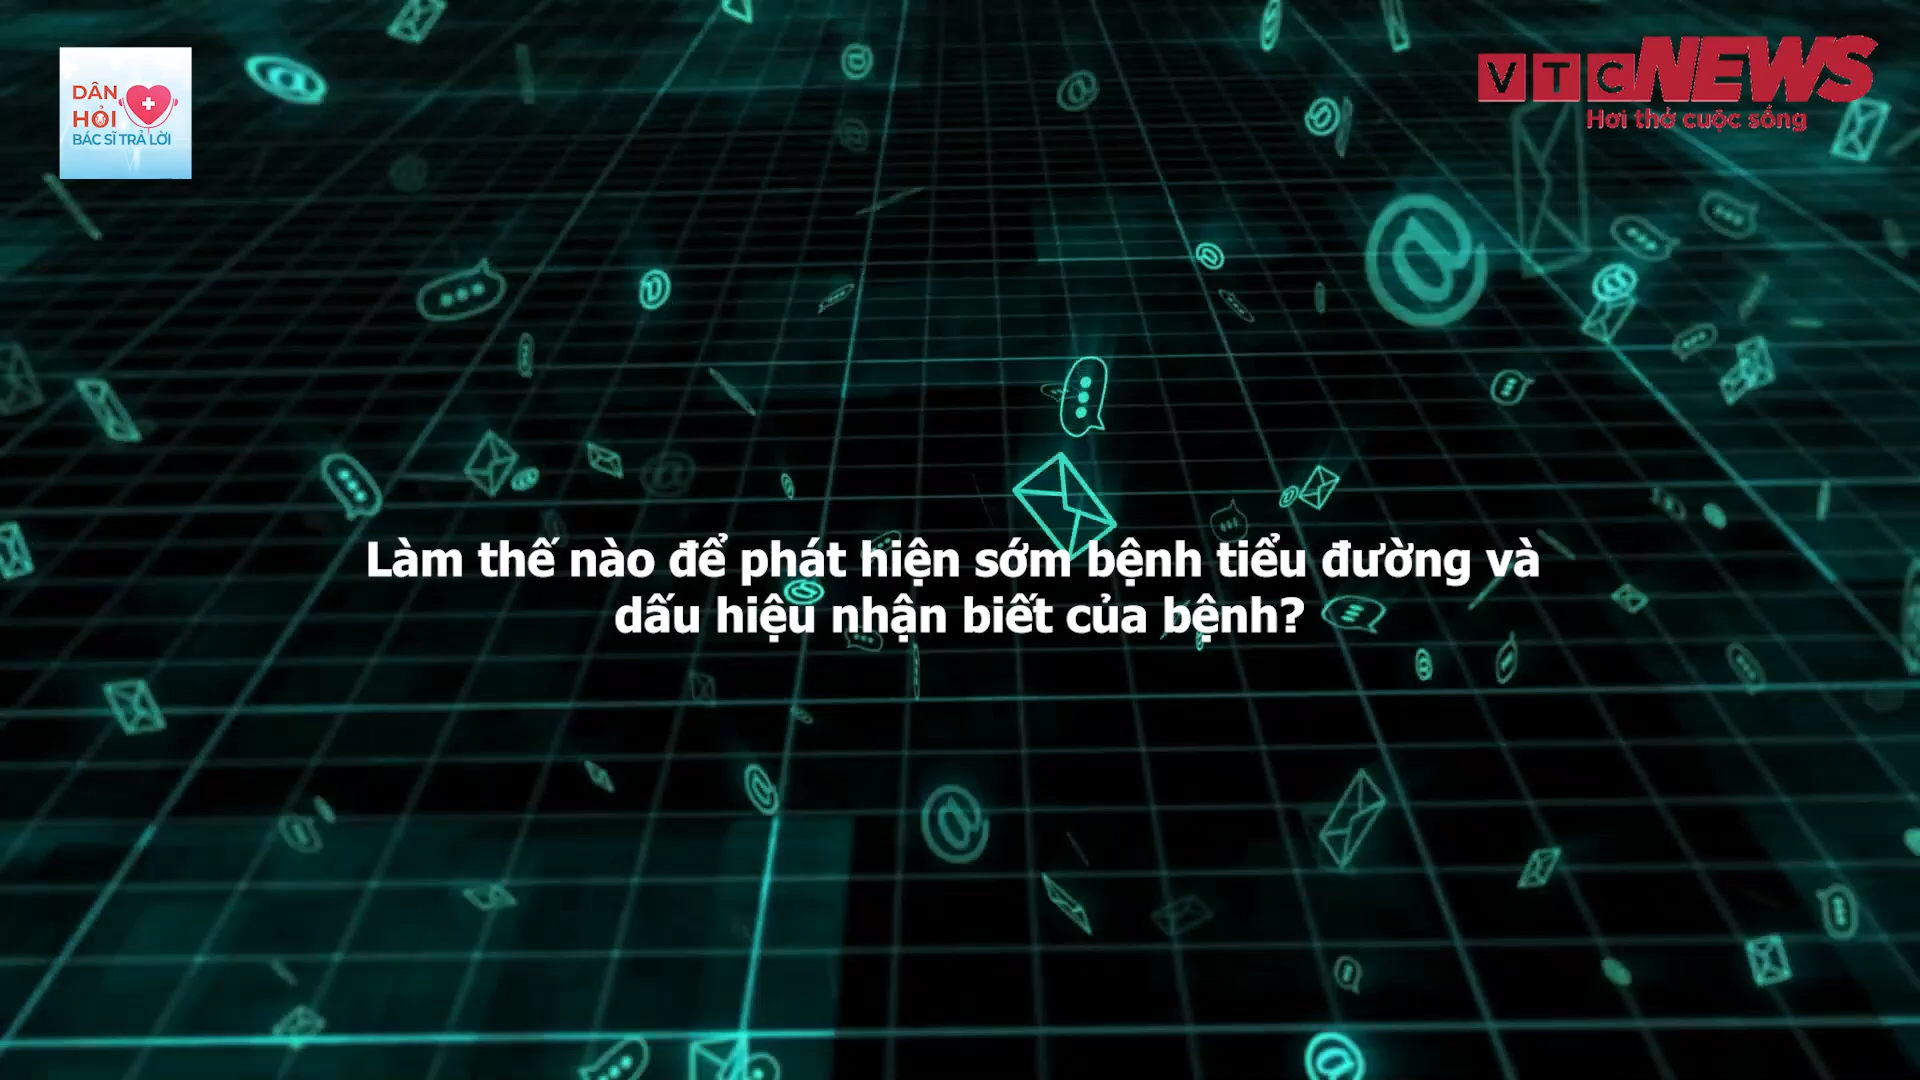 DÂN
HỎI
BÁC SĨ TRẢ LỜI
VTC NEWS
Hơi thở cuộc sống
Làm thế nào để phát hiện sớm bệnh tiểu đường và
dấu hiệu nhận biết của bệnh?